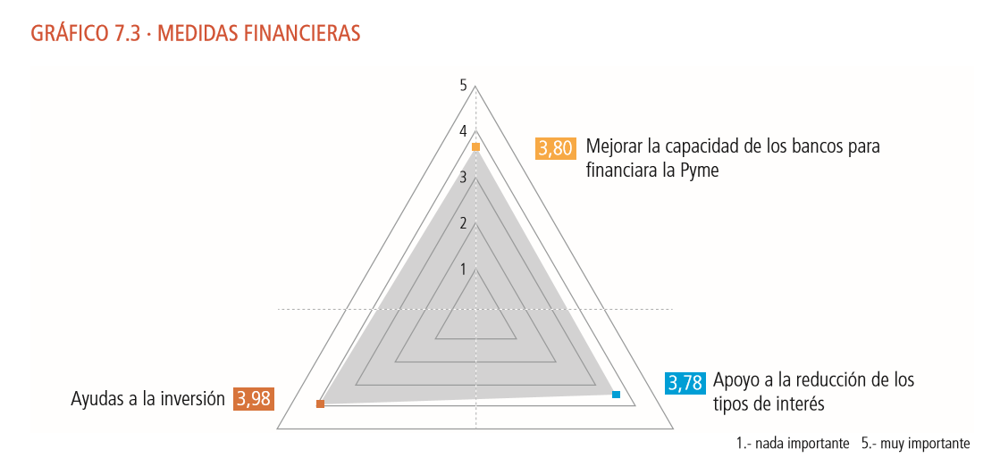 GRÁFICO 7.3 · MEDIDAS FINANCIERAS
5
4
3
2
1
3,80 Mejorar la capacidad de los bancos para
financiara la Pyme
Ayudas a la inversión 3,98
3,78 Apoyo a la reducción de los
tipos de interés
1.- nada importante 5.- muy importante